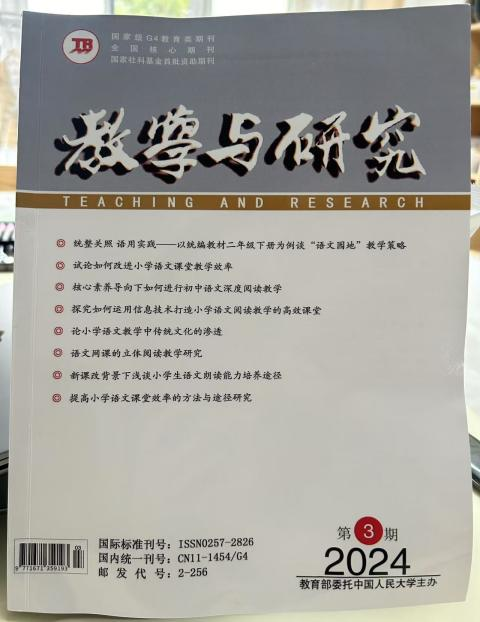 TB
国家级G4教育类期刊
全国核心期刊
国家社科基金首批资助期刊
教学与研究
TEACHING AND RESEARCH
◎ 统整关照 语用实践——以统编教材二年级下册为例谈“语文园地”教学策略
◎ 试论如何改进小学语文课堂教学效率
◎ 核心素养导向下如何进行初中语文深度阅读教学
◎ 探究如何运用信息技术打造小学语文阅读教学的高效课堂
◎ 论小学语文教学中传统文化的渗透
◎ 语文网课的立体阅读教学研究
◎ 新课改背景下浅谈小学生语文朗读能力培养途径
◎ 提高小学语文课堂效率的方法与途径研究
03
9 771671 359193
国际标准刊号：ISSN0257-2826
国内统一刊号：CN11-1454/G4
邮发代号：2-256
第3期
2024
教育部委托中国人民大学主办